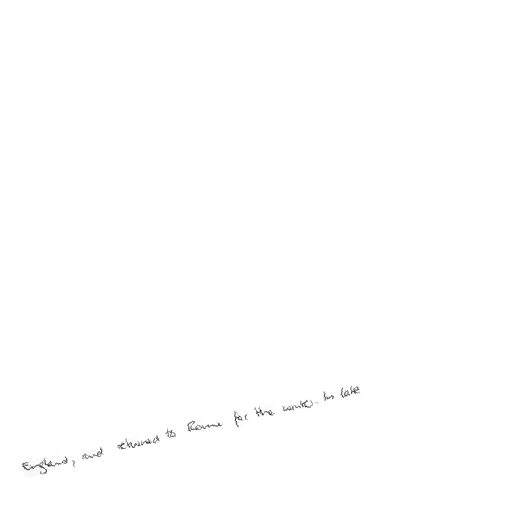 England, and returned to Rome for the winter. In late